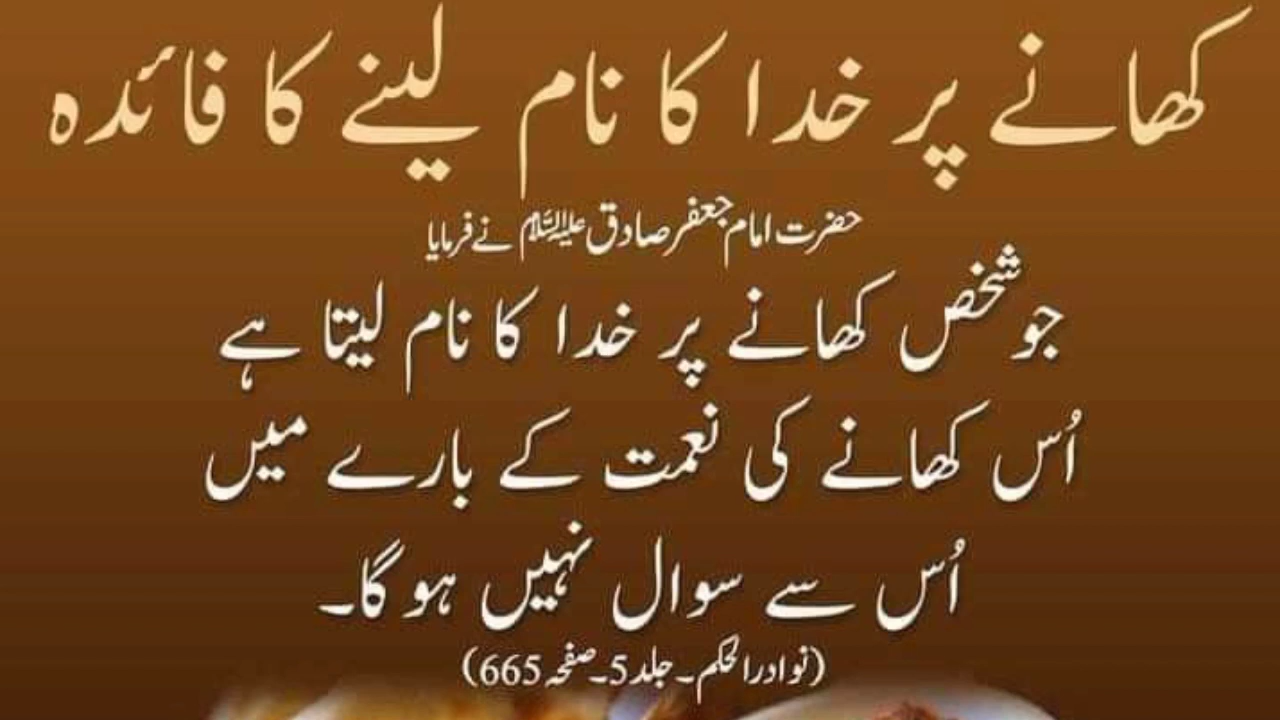 کھانے پر خدا کا نام لینے کا فائدہ
حضرت امام جعفر صادق علیہ السلام نے فرمایا
جو شخص کھانے پر خدا کا نام لیتا ہے
اُس کھانے کی نعمت کے بارے میں
اُس سے سوال نہیں ہو گا۔
(نوادر الحکم۔ جلد 5۔ صفحہ 665)